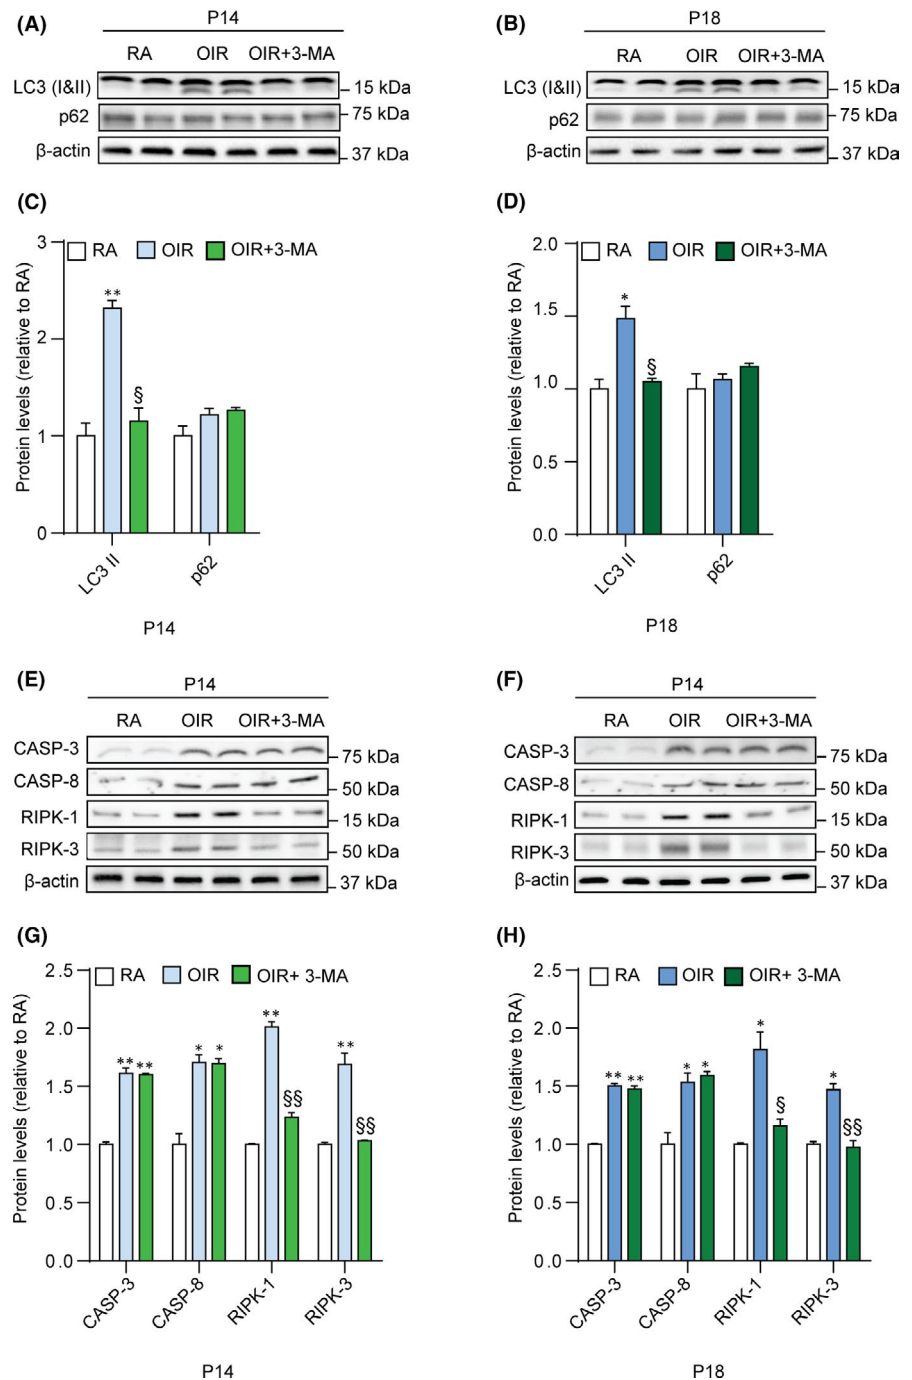 (A)
P14
RA OIR OIR+3-MA
LC3 (I&II)
15 kDa
p62
75 kDa
β-actin
37 kDa
(B)
P18
RA OIR OIR+3-MA
LC3 (I&II)
15 kDa
p62
75 kDa
β-actin
37 kDa
(C)
Protein levels (relative to RA)
3
2
1
0
RA OIR OIR+3-MA
**
§
LC3 II
p62
P14
(D)
Protein levels (relative to RA)
2.0
1.5
1.0
0.5
0.0
RA OIR OIR+3-MA
*
§
LC3 II
p62
P18
(E)
P14
RA OIR OIR+3-MA
CASP-3
75 kDa
CASP-8
50 kDa
RIPK-1
15 kDa
RIPK-3
50 kDa
β-actin
37 kDa
(F)
P14
RA OIR OIR+3-MA
CASP-3
75 kDa
CASP-8
50 kDa
RIPK-1
15 kDa
RIPK-3
50 kDa
β-actin
37 kDa
(G)
Protein levels (relative to RA)
2.5
2.0
1.5
1.0
0.5
0.0
RA OIR OIR+ 3-MA
** **
* *
**
§§
**
§§
CASP-3
CASP-8
RIPK-1
RIPK-3
P14
(H)
Protein levels (relative to RA)
2.5
2.0
1.5
1.0
0.5
0.0
RA OIR OIR+ 3-MA
** **
* *
*
§
*
§§
CASP-3
CASP-8
RIPK-1
RIPK-3
P18